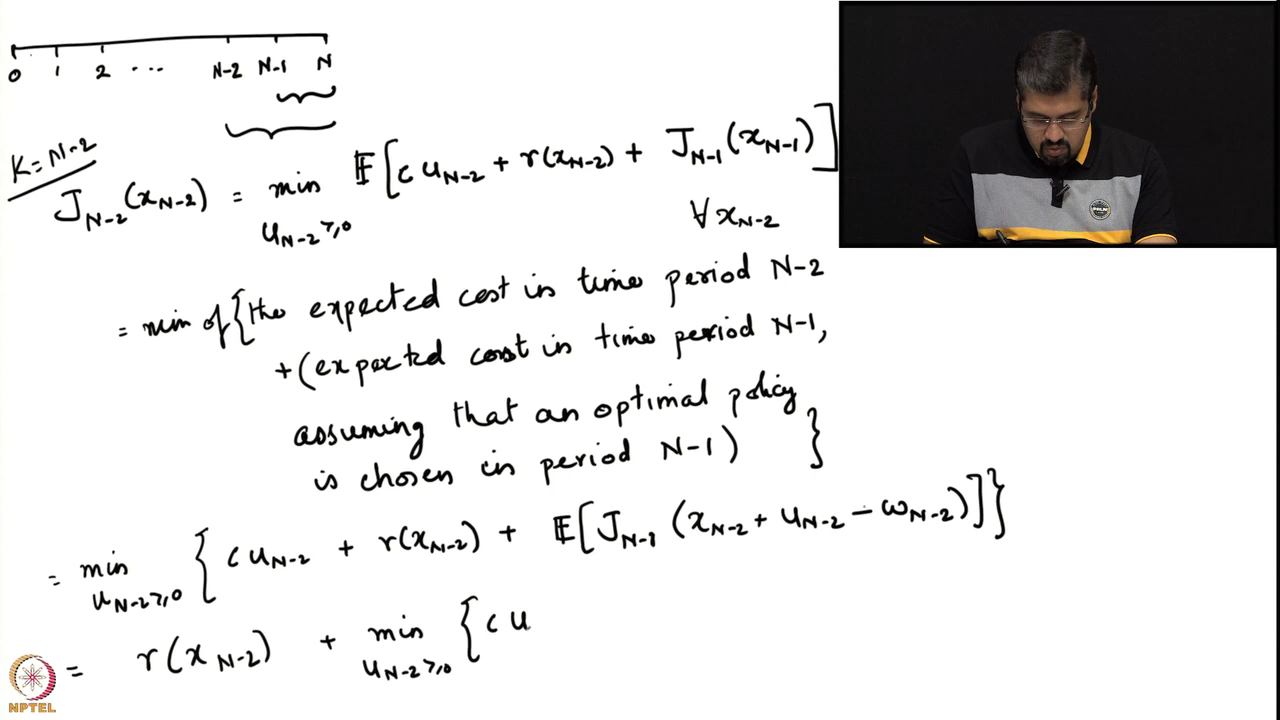 0 1 2 ... N-2 N-1 N
K=N-2
J_{N-2}(x_{N-2}) = min_{u_{N-2}≥0} E[c u_{N-2} + r(x_{N-2}) + J_{N-1}(x_{N-1})]
∀ x_{N-2}
= min of {the expected cost in time period N-2
+ (expected cost in time period N-1,
assuming that an optimal policy
is chosen in period N-1) }
= min_{u_{N-2}≥0} { c u_{N-2} + r(x_{N-2}) + E[J_{N-1} (x_{N-2} + u_{N-2} - ω_{N-2})]}
= r(x_{N-2}) + min_{u_{N-2}≥0} { c u
NPTEL